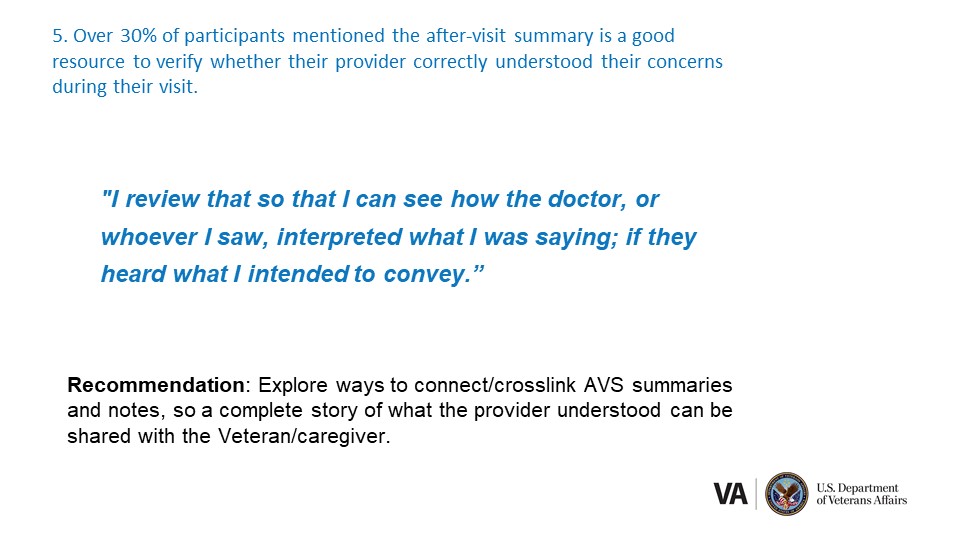 5. Over 30% of participants mentioned the after-visit summary is a good
resource to verify whether their provider correctly understood their concerns
during their visit.
"I review that so that I can see how the doctor, or
whoever I saw, interpreted what I was saying; if they
heard what I intended to convey.”
Recommendation: Explore ways to connect/crosslink AVS summaries
and notes, so a complete story of what the provider understood can be
shared with the Veteran/caregiver.
VA
U.S. Department
of Veterans Affairs